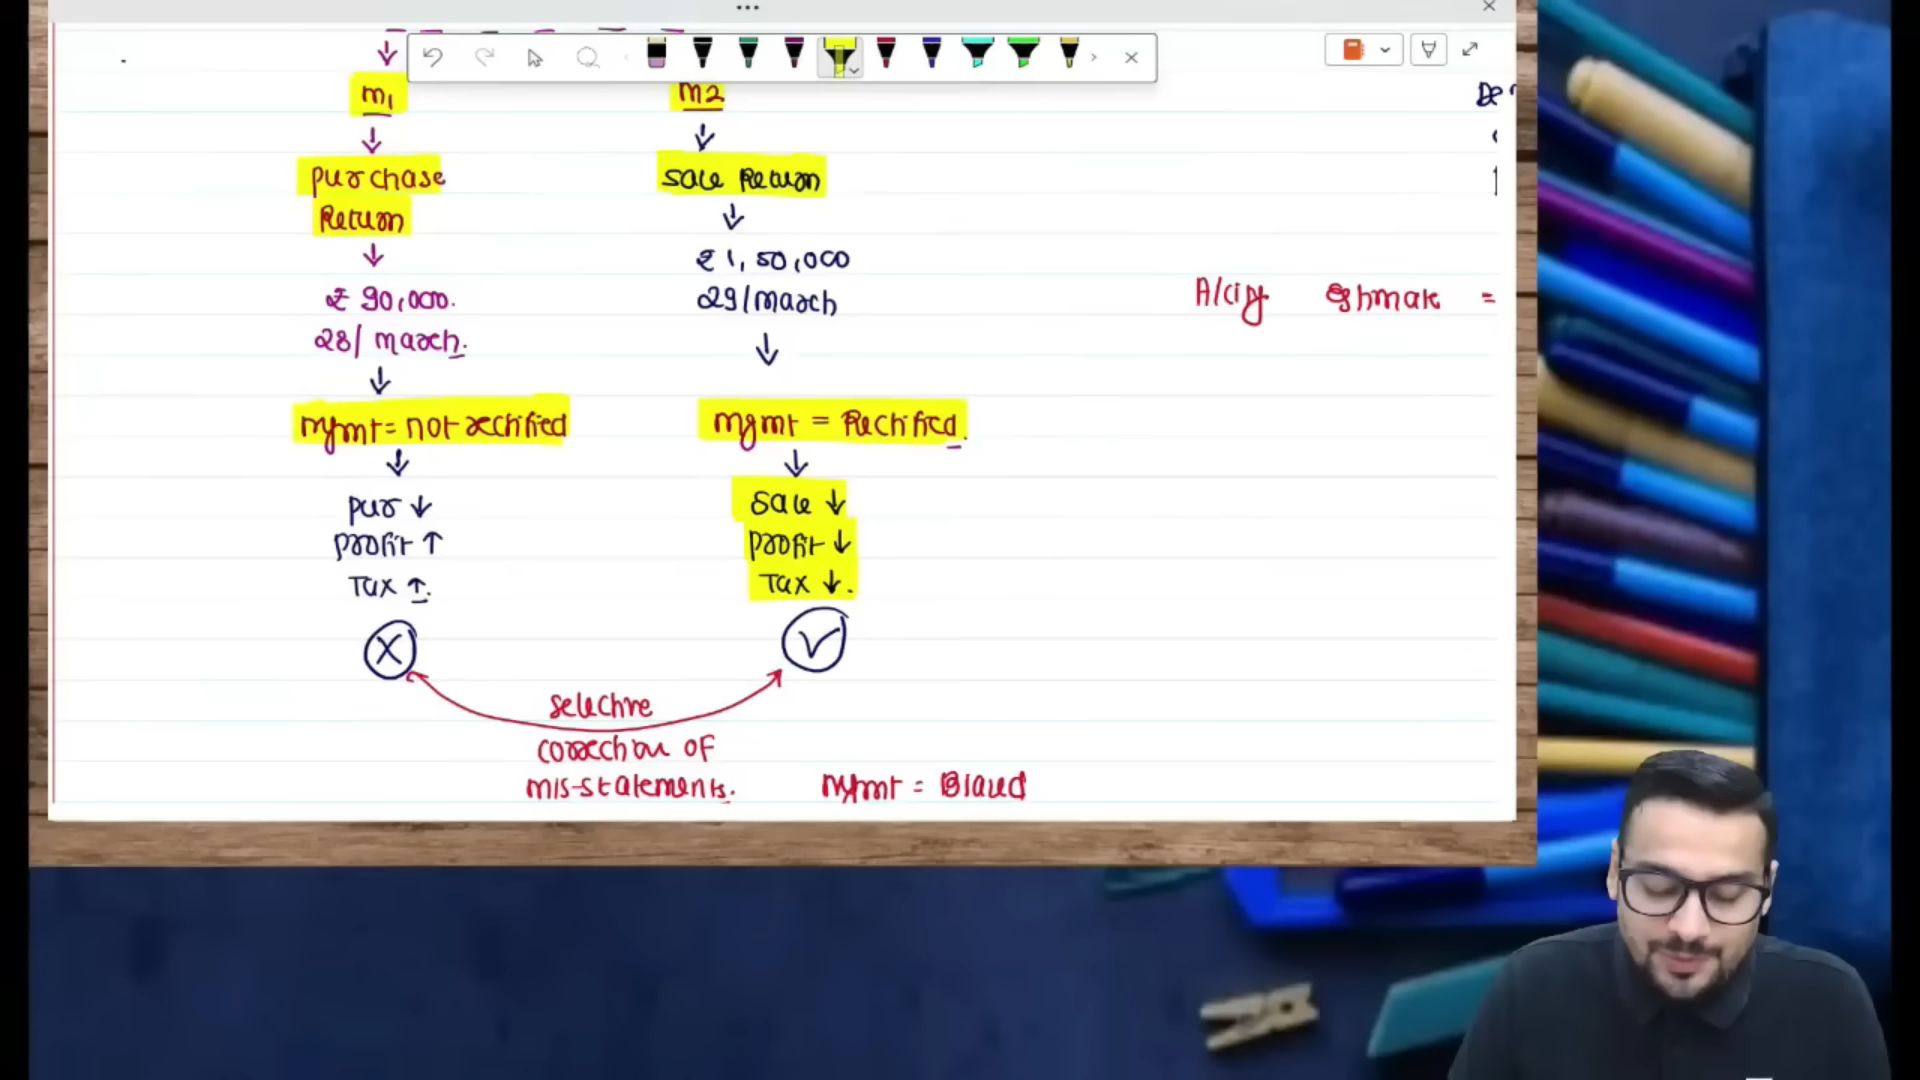 m1
m2
purchase
Return
sale Return
₹ 90,000.
28/ march.
₹ 1,50,000
29/march
A/cing Estimate =
mgmt = not rectified
mgmt = Rectified.
pur ↓
profit ↑
Tax ↑.
sale ↓
profit ↓
Tax ↓.
X
✓
selective
correction of
mis-statements.
mgmt = Biased